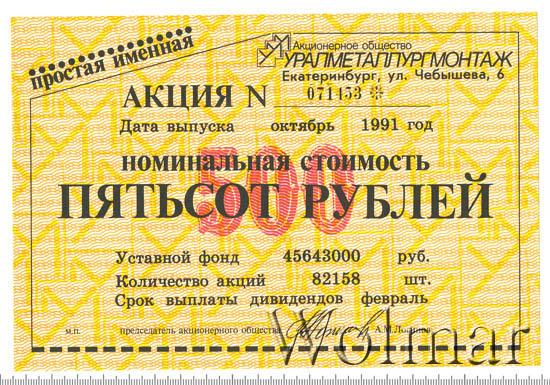 простая именная
Акционерное общество
УРАЛМЕТАЛЛУРГМОНТАЖ
Екатеринбург, ул. Чебышева, 6
АКЦИЯ N 071433 ※
Дата выпуска октябрь 1991 год
500
номинальная стоимость
ПЯТЬСОТ РУБЛЕЙ
Уставной фонд 45643000 руб.
Количество акций 82158 шт.
Срок выплаты дивидендов февраль
м.п. председатель акционерного общества А.М.
Wolmar